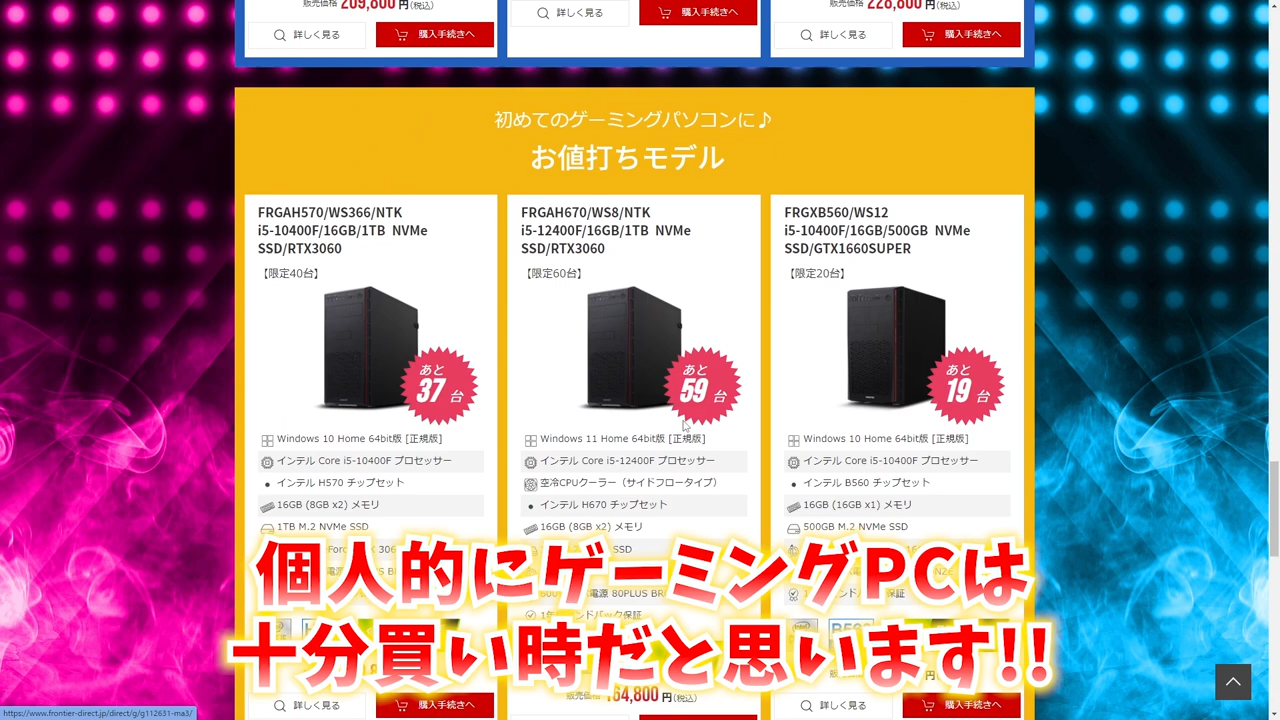 販売価格 209,800 円(税込)
詳しく見る
購入手続きへ
詳しく見る
購入手続きへ
販売価格 228,800 円(税込)
詳しく見る
購入手続きへ
初めてのゲーミングパソコンに♪
お値打ちモデル
FRGAH570/WS366/NTK
i5-10400F/16GB/1TB NVMe
SSD/RTX3060
【限定40台】
あと
37 台
Windows 10 Home 64bit版 [正規版]
インテル Core i5-10400F プロセッサー
インテル H570 チップセット
16GB (8GB x2) メモリ
1TB M.2 NVMe SSD
FRGAH670/WS8/NTK
i5-12400F/16GB/1TB NVMe
SSD/RTX3060
【限定60台】
あと
59 台
Windows 11 Home 64bit版 [正規版]
インテル Core i5-12400F プロセッサー
空冷CPUクーラー（サイドフロータイプ）
インテル H670 チップセット
16GB (8GB x2) メモリ
SSD
電源 80PLUS
販売価格 164,800 円(税込)
FRGXB560/WS12
i5-10400F/16GB/500GB NVMe
SSD/GTX1660SUPER
【限定20台】
あと
19 台
Windows 10 Home 64bit版 [正規版]
インテル Core i5-10400F プロセッサー
インテル B560 チップセット
16GB (16GB x1) メモリ
500GB M.2 NVMe SSD
個人的にゲーミングPCは
十分買い時だと思います!!
詳しく見る
購入手続きへ
詳しく見る
購入手続きへ
https://www.frontier-direct.jp/direct/g/g112631-ma3/